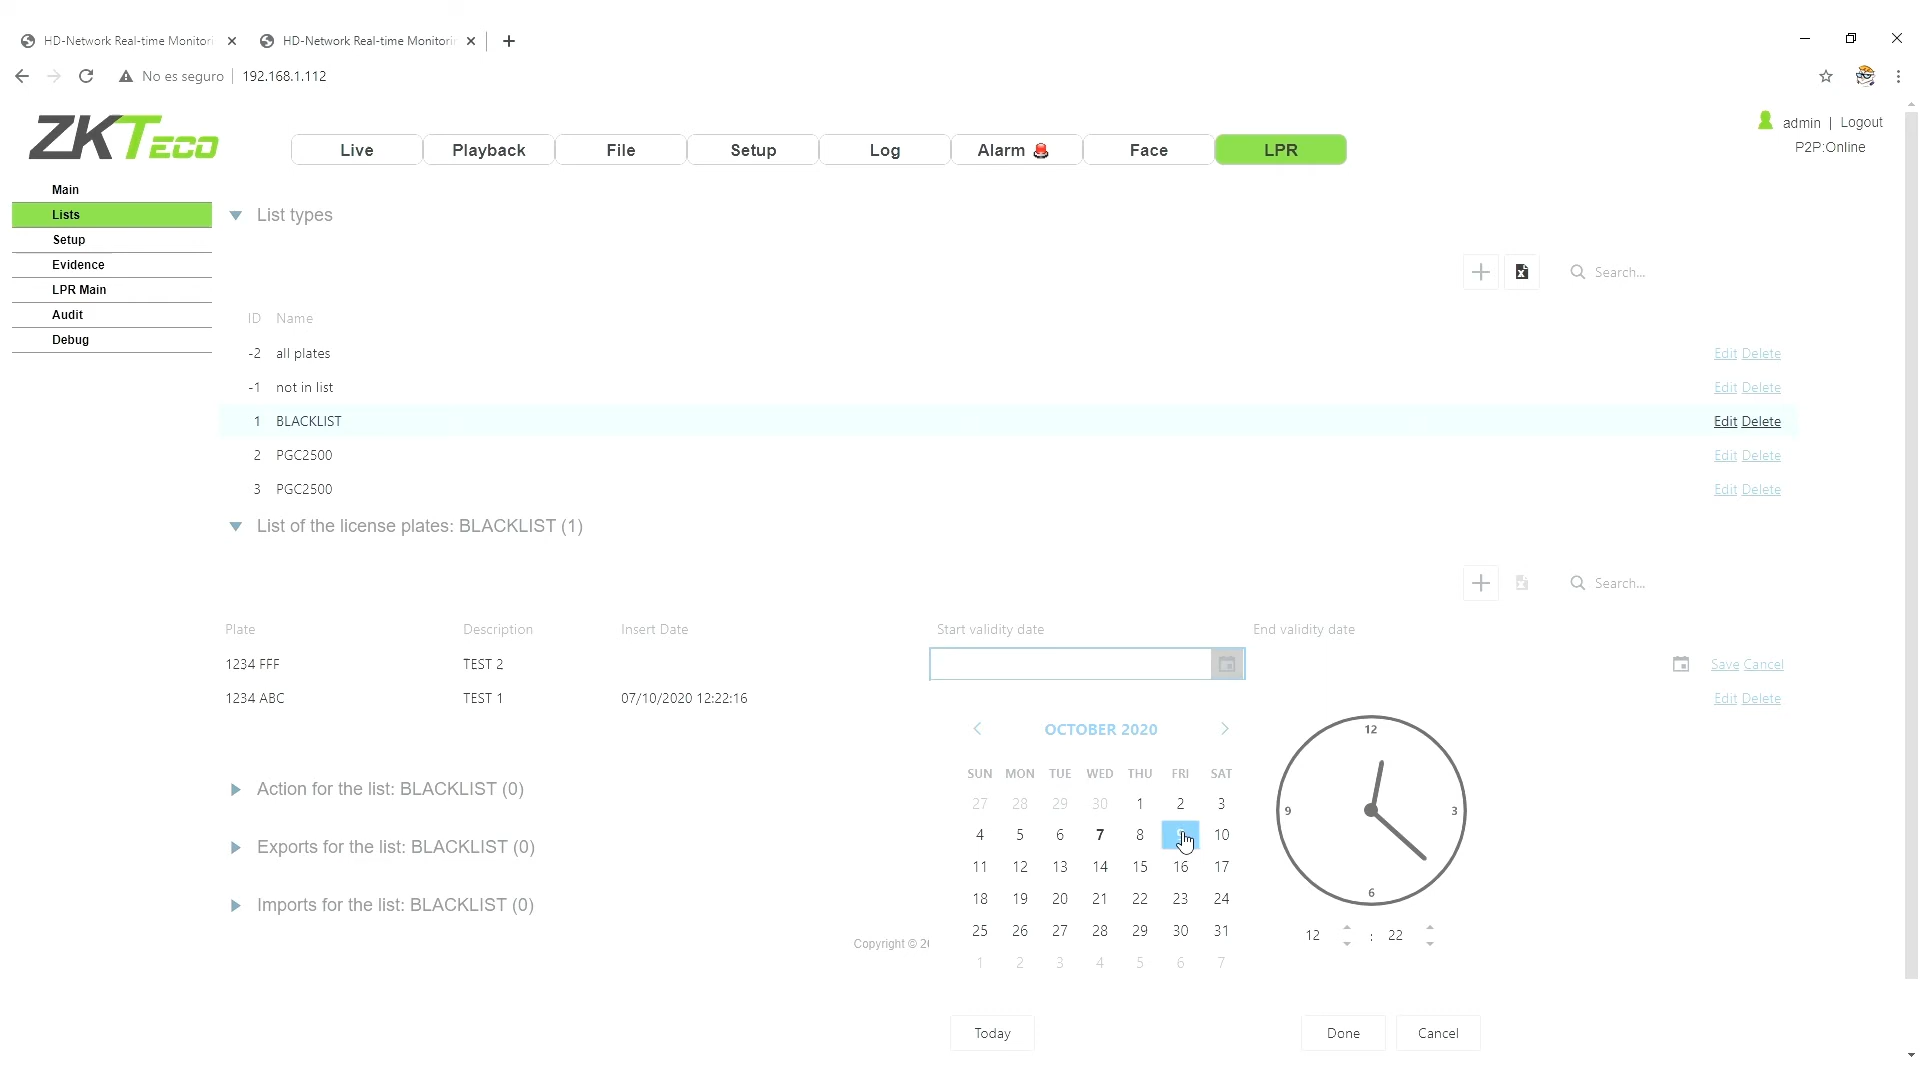 HD-Network Real-time Monitori
HD-Network Real-time Monitorin
No es seguro
192.168.1.112
ZKTECO
Live
Playback
File
Setup
Log
Alarm
Face
LPR
admin | Logout
P2P:Online
Main
Lists
Setup
Evidence
LPR Main
Audit
Debug
List types
Search...
ID Name
-2 all plates Edit Delete
-1 not in list Edit Delete
1 BLACKLIST Edit Delete
2 PGC2500 Edit Delete
3 PGC2500 Edit Delete
List of the license plates: BLACKLIST (1)
Search...
Plate Description Insert Date Start validity date End validity date
1234 FFF TEST 2 Save Cancel
1234 ABC TEST 1 07/10/2020 12:22:16 Edit Delete
OCTOBER 2020
SUN MON TUE WED THU FRI SAT
27 28 29 30 1 2 3
4 5 6 7 8 9 10
11 12 13 14 15 16 17
18 19 20 21 22 23 24
25 26 27 28 29 30 31
1 2 3 4 5 6 7
12
9 3
6
12 : 22
Action for the list: BLACKLIST (0)
Exports for the list: BLACKLIST (0)
Imports for the list: BLACKLIST (0)
Copyright © 20
Today
Done
Cancel